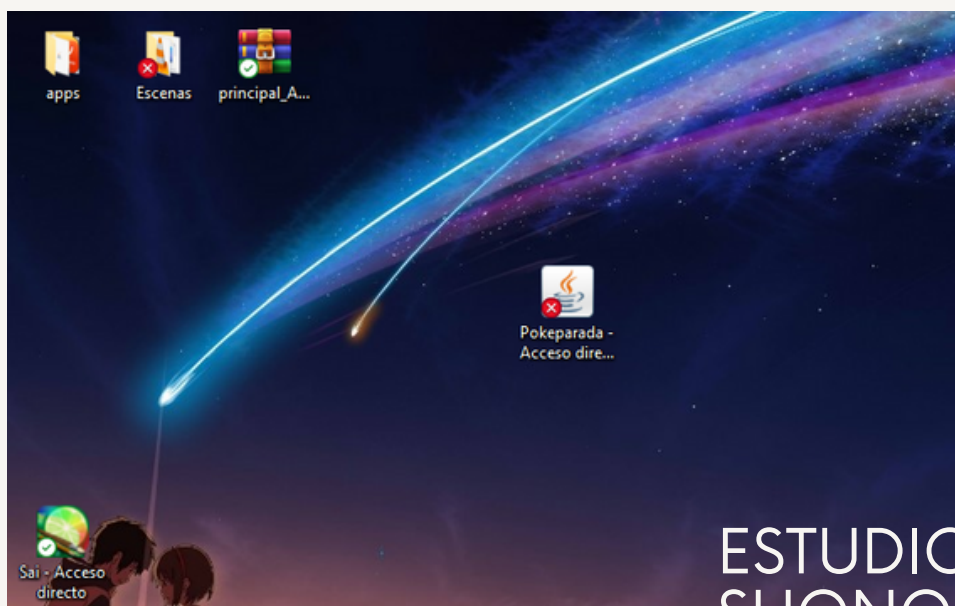 apps
Escenas
principal_A...
Pokeparada -
Acceso dire...
Sai - Acceso
directo
ESTUDIO